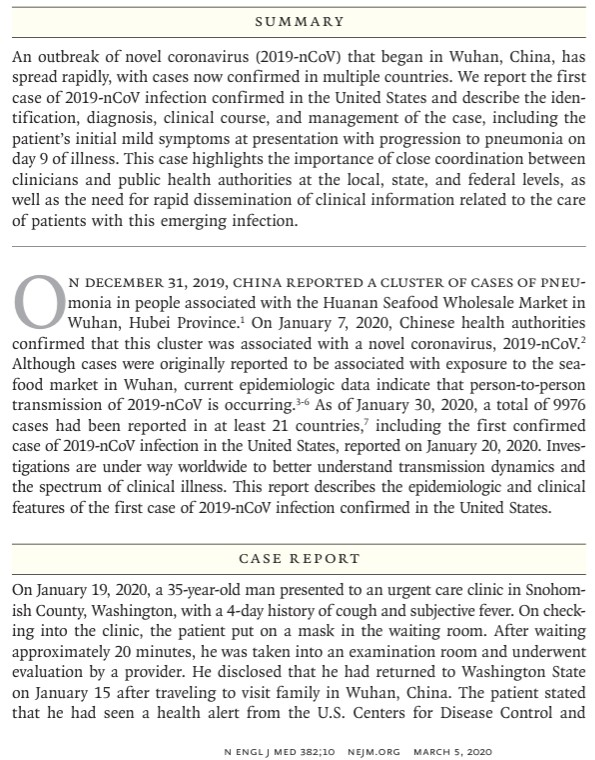 SUMMARY
An outbreak of novel coronavirus (2019-nCoV) that began in Wuhan, China, has
spread rapidly, with cases now confirmed in multiple countries. We report the first
case of 2019-nCoV infection confirmed in the United States and describe the iden-
tification, diagnosis, clinical course, and management of the case, including the
patient's initial mild symptoms at presentation with progression to pneumonia on
day 9 of illness. This case highlights the importance of close coordination between
clinicians and public health authorities at the local, state, and federal levels, as
well as the need for rapid dissemination of clinical information related to the care
of patients with this emerging infection.
ON DECEMBER 31, 2019, CHINA REPORTED A CLUSTER OF CASES OF PNEU-
monia in people associated with the Huanan Seafood Wholesale Market in
Wuhan, Hubei Province.¹ On January 7, 2020, Chinese health authorities
confirmed that this cluster was associated with a novel coronavirus, 2019-nCoV.²
Although cases were originally reported to be associated with exposure to the sea-
food market in Wuhan, current epidemiologic data indicate that person-to-person
transmission of 2019-nCoV is occurring.³⁻⁶ As of January 30, 2020, a total of 9976
cases had been reported in at least 21 countries,⁷ including the first confirmed
case of 2019-nCoV infection in the United States, reported on January 20, 2020. Inves-
tigations are under way worldwide to better understand transmission dynamics and
the spectrum of clinical illness. This report describes the epidemiologic and clinical
features of the first case of 2019-nCoV infection confirmed in the United States.
CASE REPORT
On January 19, 2020, a 35-year-old man presented to an urgent care clinic in Snohom-
ish County, Washington, with a 4-day history of cough and subjective fever. On check-
ing into the clinic, the patient put on a mask in the waiting room. After waiting
approximately 20 minutes, he was taken into an examination room and underwent
evaluation by a provider. He disclosed that he had returned to Washington State
on January 15 after traveling to visit family in Wuhan, China. The patient stated
that he had seen a health alert from the U.S. Centers for Disease Control and
N ENGL J MED 382;10 NEJM.ORG MARCH 5, 2020